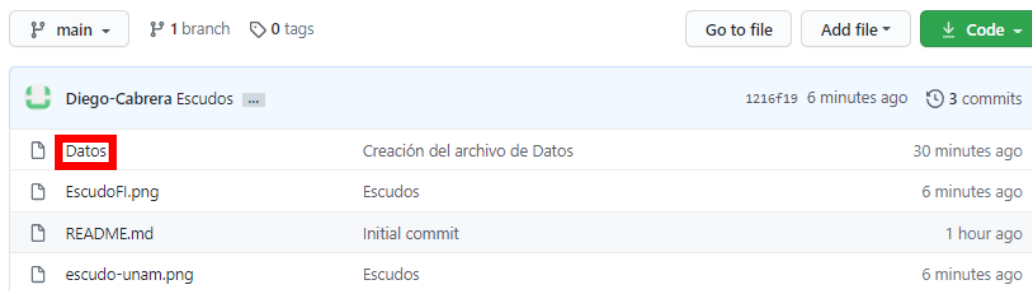 main 1 branch 0 tags Go to file Add file Code
Diego-Cabrera Escudos ... 1216f19 6 minutes ago 3 commits
Datos Creación del archivo de Datos 30 minutes ago
EscudoFI.png Escudos 6 minutes ago
README.md Initial commit 1 hour ago
escudo-unam.png Escudos 6 minutes ago